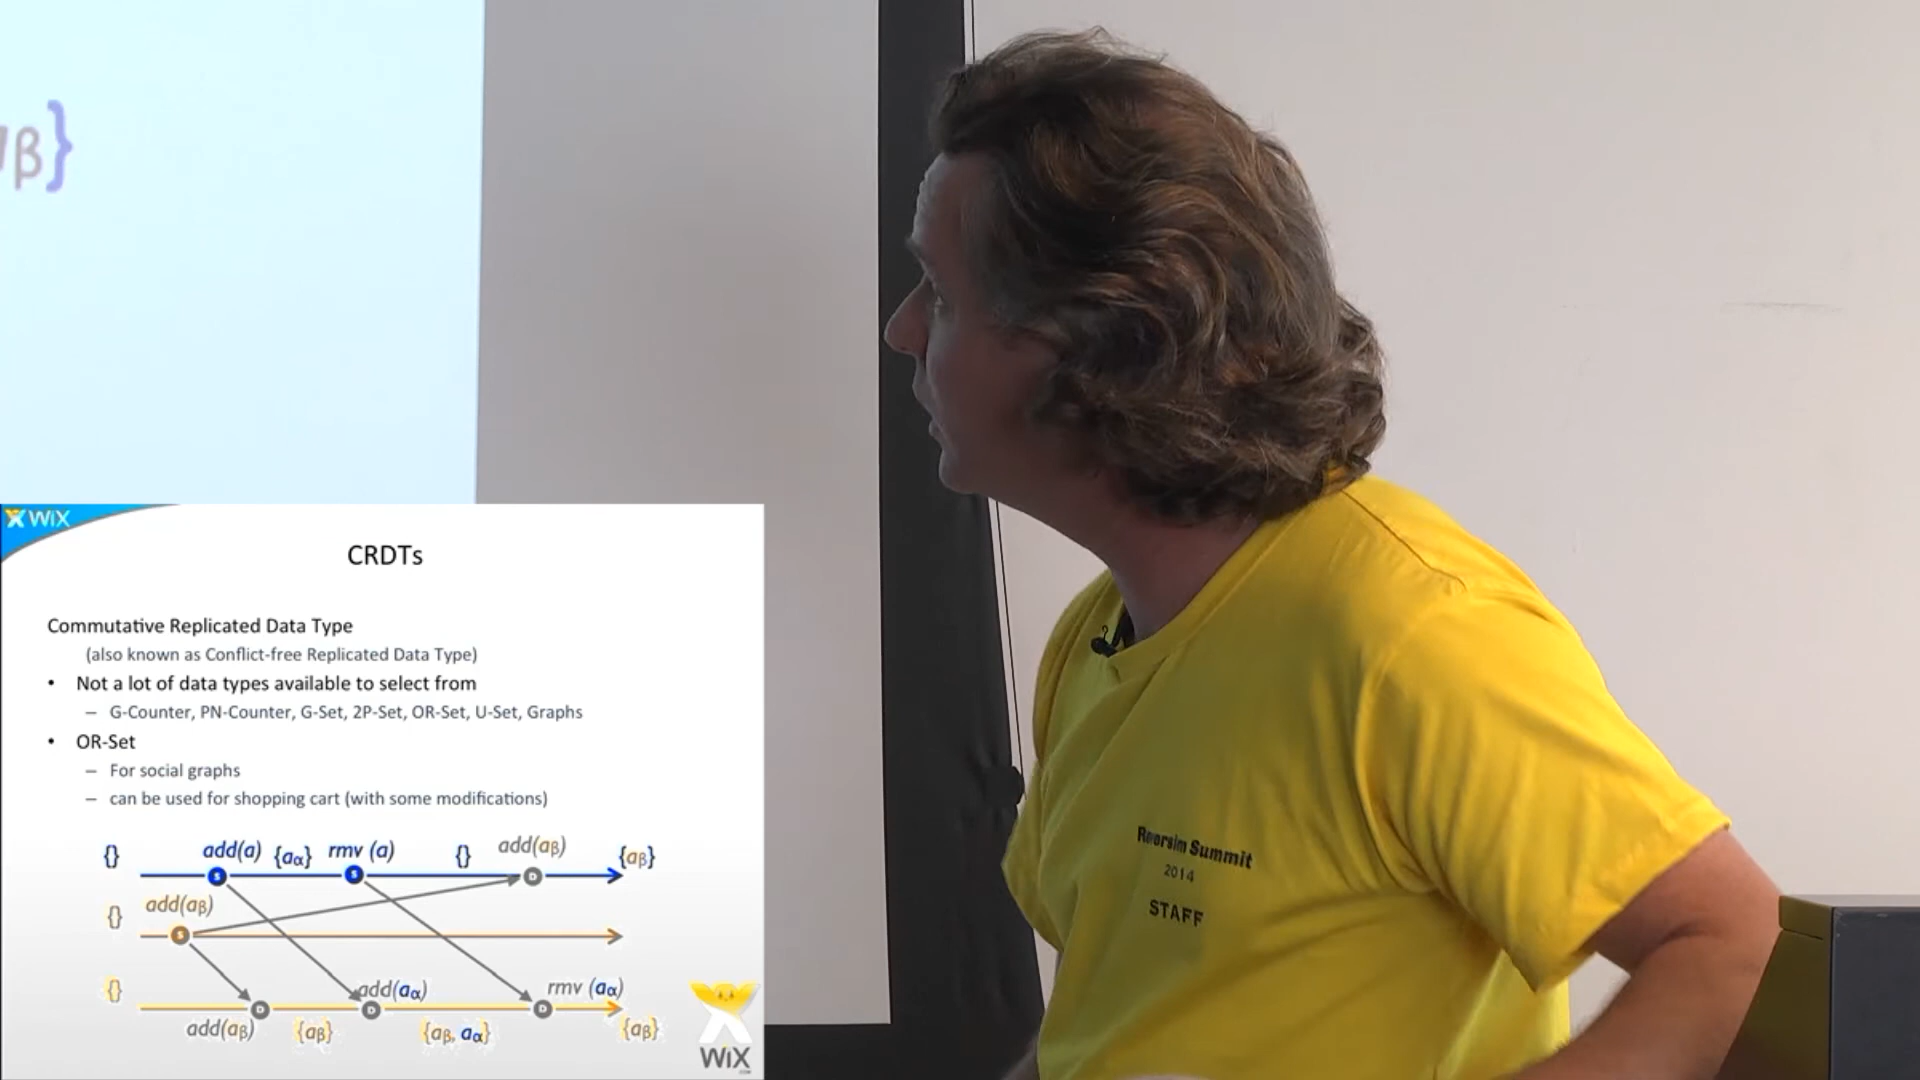 β}
WiX
CRDTs
Commutative Replicated Data Type
(also known as Conflict-free Replicated Data Type)
• Not a lot of data types available to select from
– G-Counter, PN-Counter, G-Set, 2P-Set, OR-Set, U-Set, Graphs
• OR-Set
– For social graphs
– can be used for shopping cart (with some modifications)
{} add(a) {aα} rmv (a) {} add(aβ) {aβ}
S S D
{} add(aβ)
S
{} add(aα) rmv (aα)
D D D
add(aβ) {aβ} {aβ, aα} {aβ}
WiX
.COM
Reversim Summit
2014
STAFF